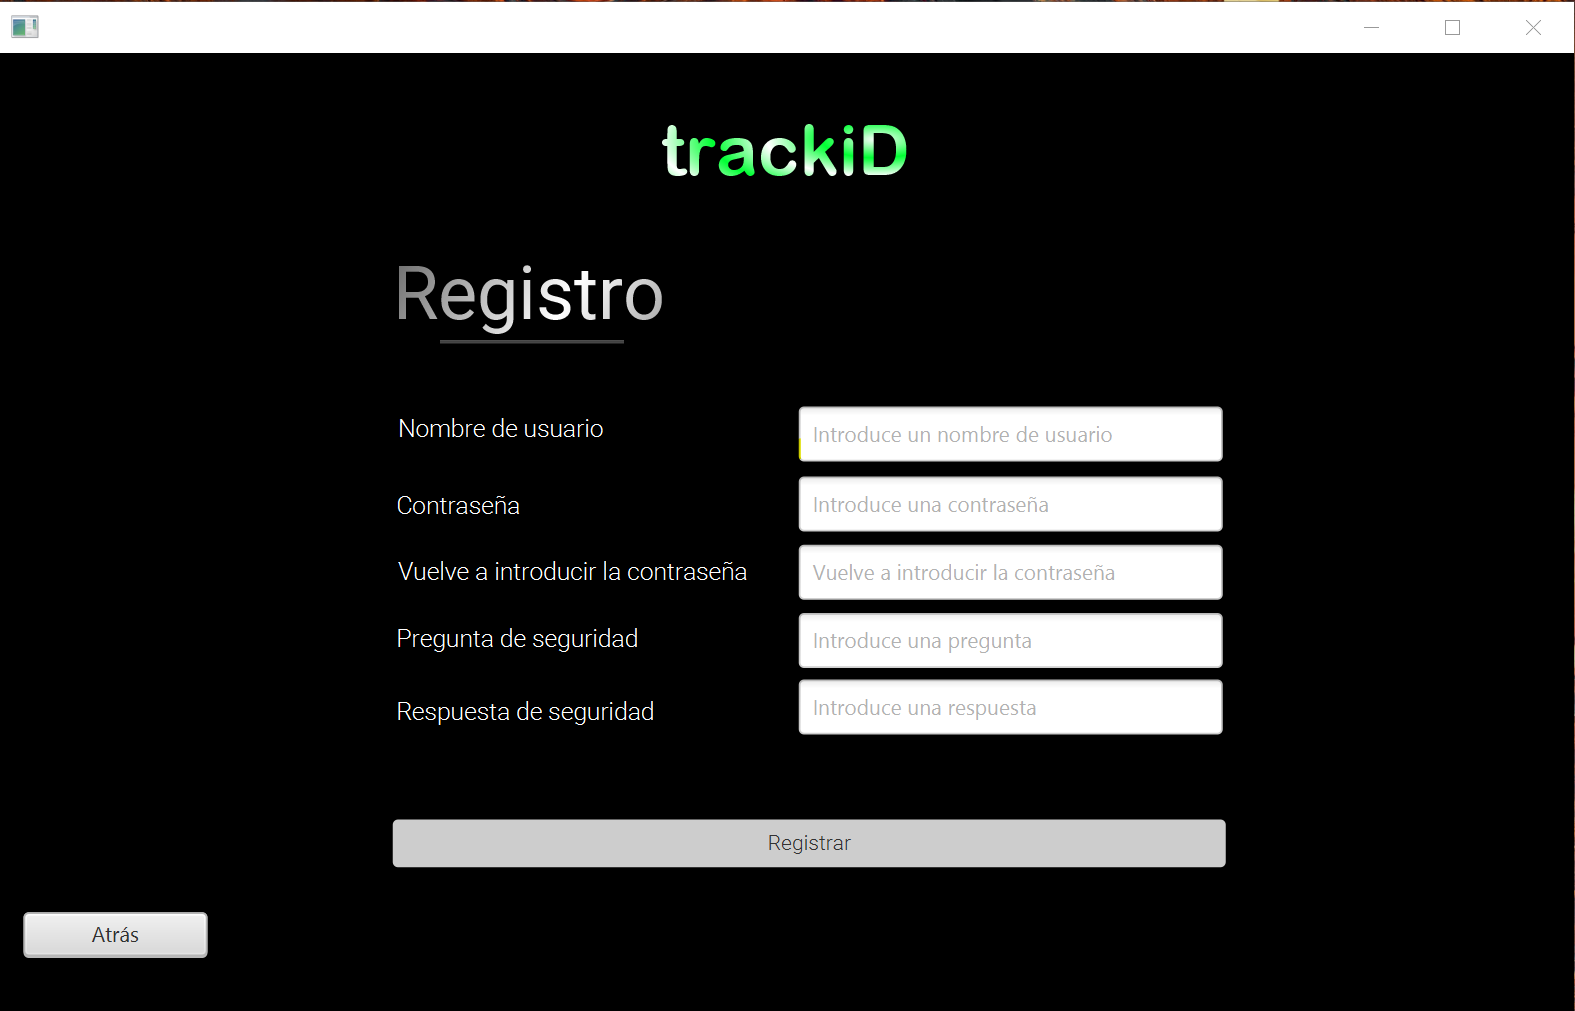 trackiD
Registro
Nombre de usuario
Introduce un nombre de usuario
Contraseña
Introduce una contraseña
Vuelve a introducir la contraseña
Vuelve a introducir la contraseña
Pregunta de seguridad
Introduce una pregunta
Respuesta de seguridad
Introduce una respuesta
Registrar
Atrás